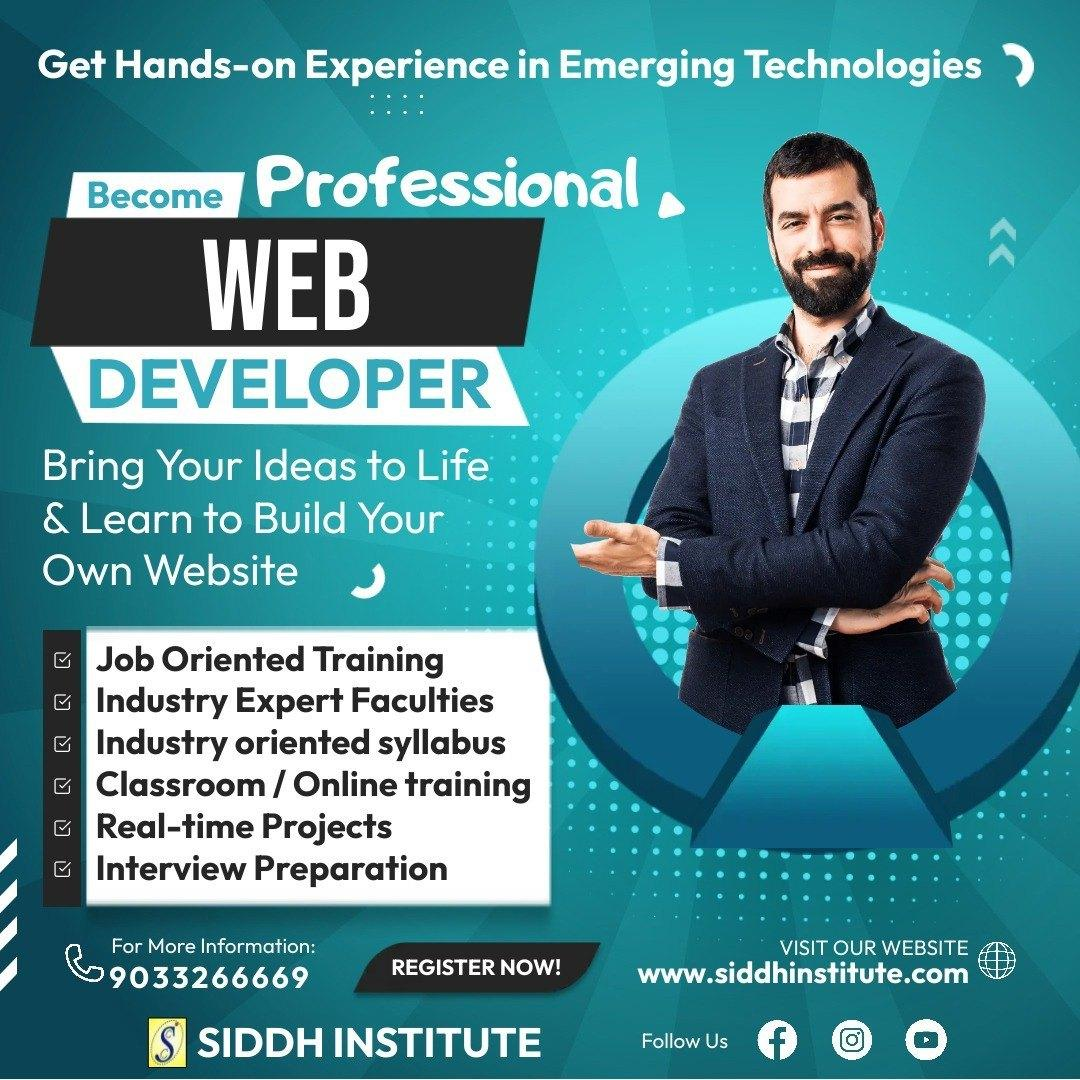 Get Hands-on Experience in Emerging Technologies
Become Professional
WEB
DEVELOPER
Bring Your Ideas to Life
& Learn to Build Your
Own Website
Job Oriented Training
Industry Expert Faculties
Industry oriented syllabus
Classroom / Online training
Real-time Projects
Interview Preparation
For More Information:
9033266669
REGISTER NOW!
VISIT OUR WEBSITE
www.siddhinstitute.com
S SIDDH INSTITUTE
Follow Us